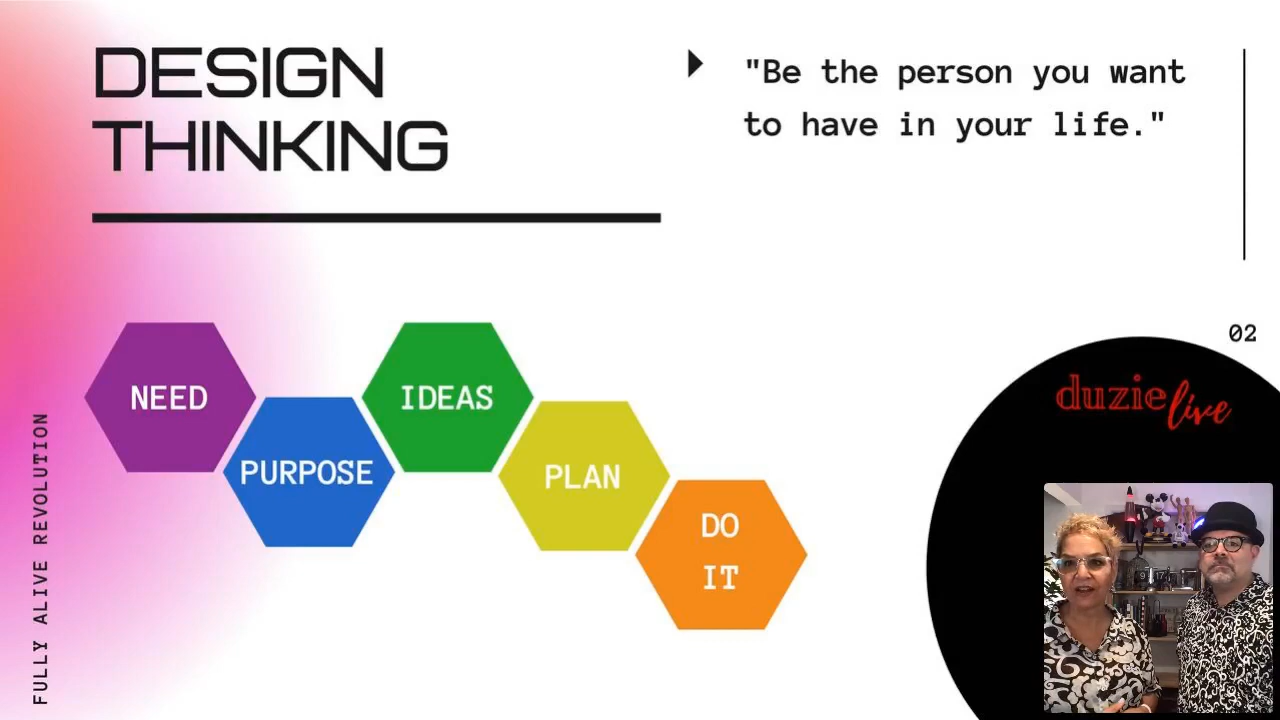 DESIGN
THINKING
"Be the person you want
to have in your life."
NEED
PURPOSE
IDEAS
PLAN
DO
IT
FULLY ALIVE REVOLUTION
02
duzie live